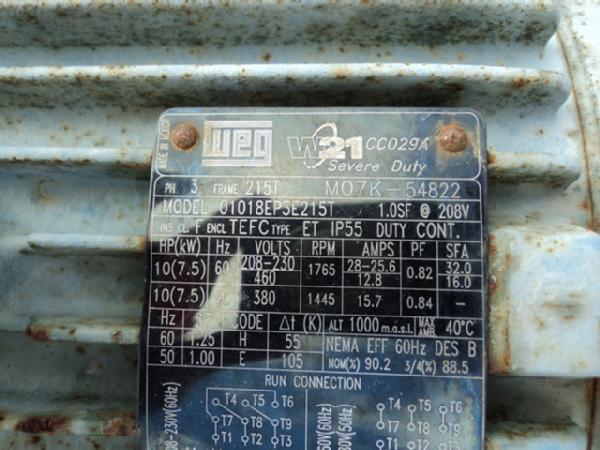 MADE IN MEXICO
WEG W21 CC029A
Severe Duty
PH 3 FRAME 215T MO7K-54822
MODEL 01018EP3E215T 1.0SF @ 208V
INS CL. F ENCL TEFC TYPE ET IP55 DUTY CONT.
HP(kW) Hz VOLTS RPM AMPS PF SFA
10(7.5) 60 208-230 1765 28-25.6 0.82 32.0
460 12.8 16.0
10(7.5) 380 1445 15.7 0.84 –
Hz CODE Δt (K) ALT 1000 m.a.s.l. MAX AMB 40°C
60 1.25 H 55 NEMA EFF 60Hz DES B
50 1.00 E 105 NOM(%) 90.2 3/4(%) 88.5
RUN CONNECTION
T4 T5 T6 T4 T5 T6
T7 T8 T9 T7 T8 T9
T1 T2 T3 T1 T2 T3